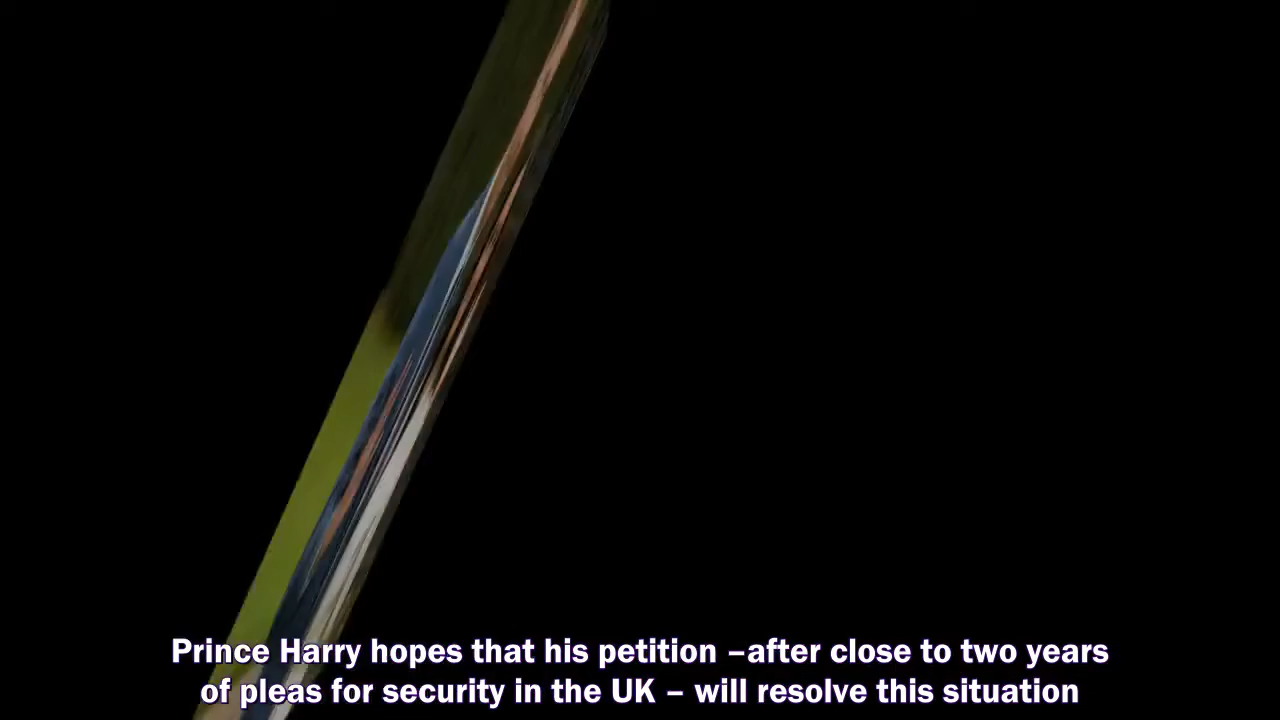 Prince Harry hopes that his petition –after close to two years
of pleas for security in the UK – will resolve this situation